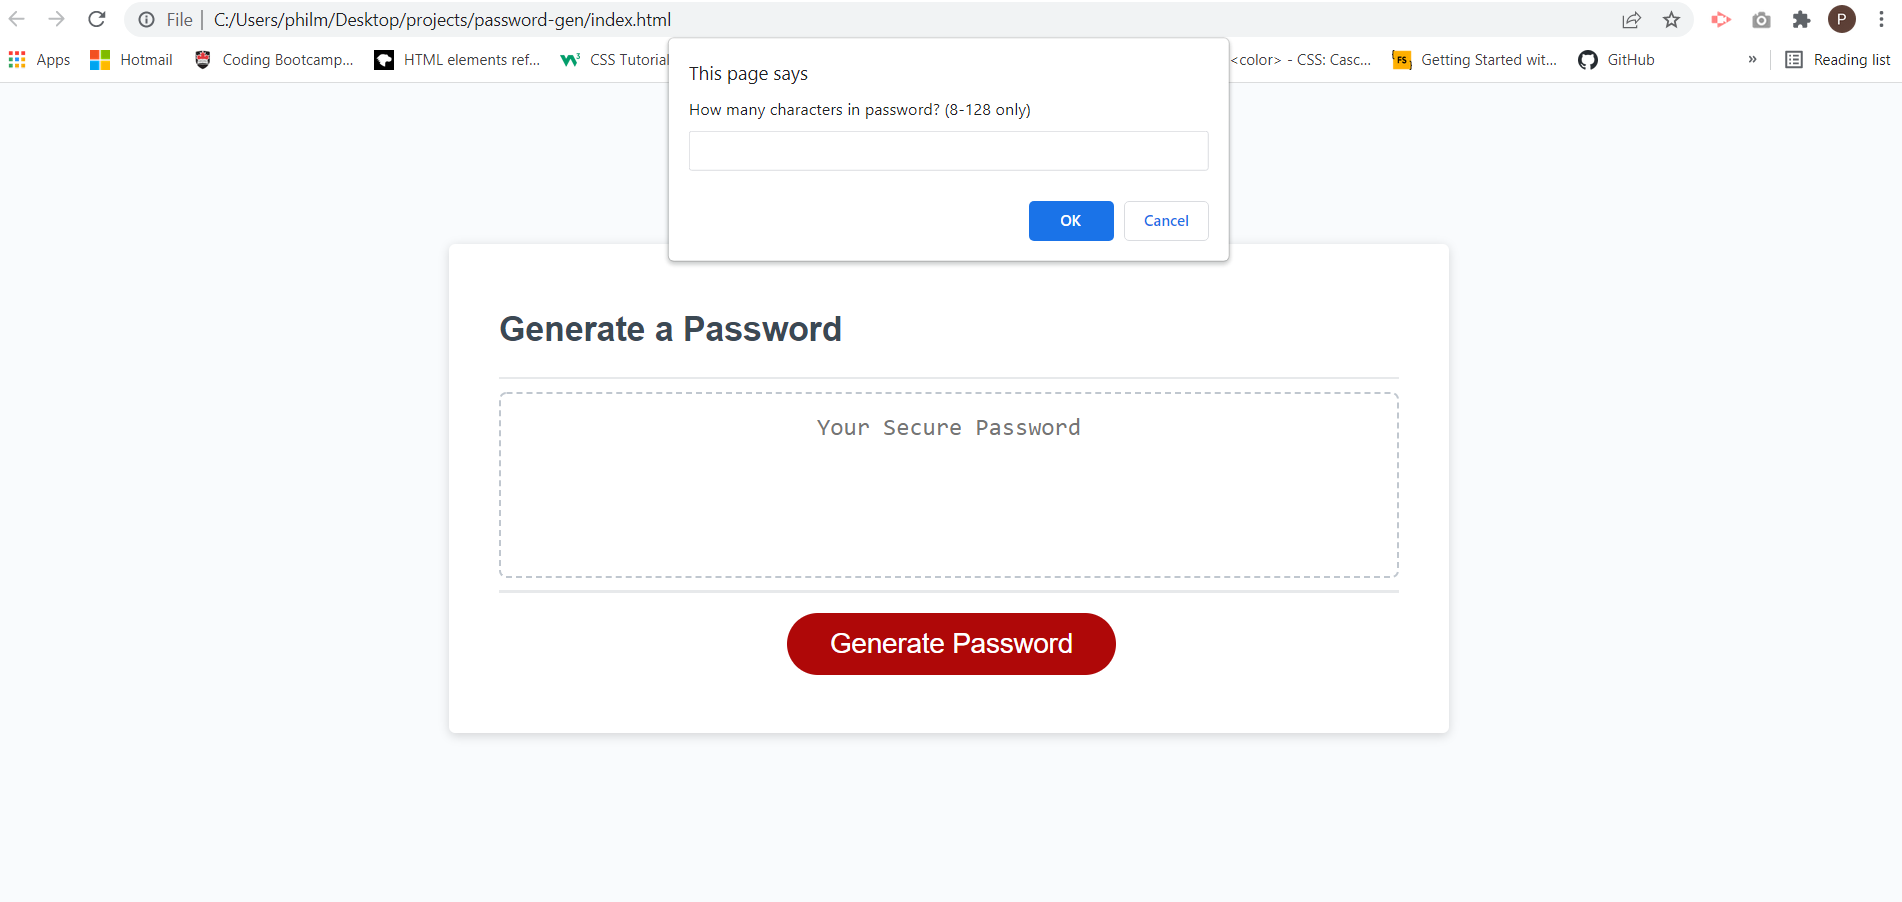 File | C:/Users/philm/Desktop/projects/password-gen/index.html
P
Apps Hotmail Coding Bootcamp... HTML elements ref... CSS Tutorial <color> - CSS: Casc... FS Getting Started wit... GitHub » Reading list
This page says
How many characters in password? (8-128 only)
OK Cancel
Generate a Password
Your Secure Password
Generate Password